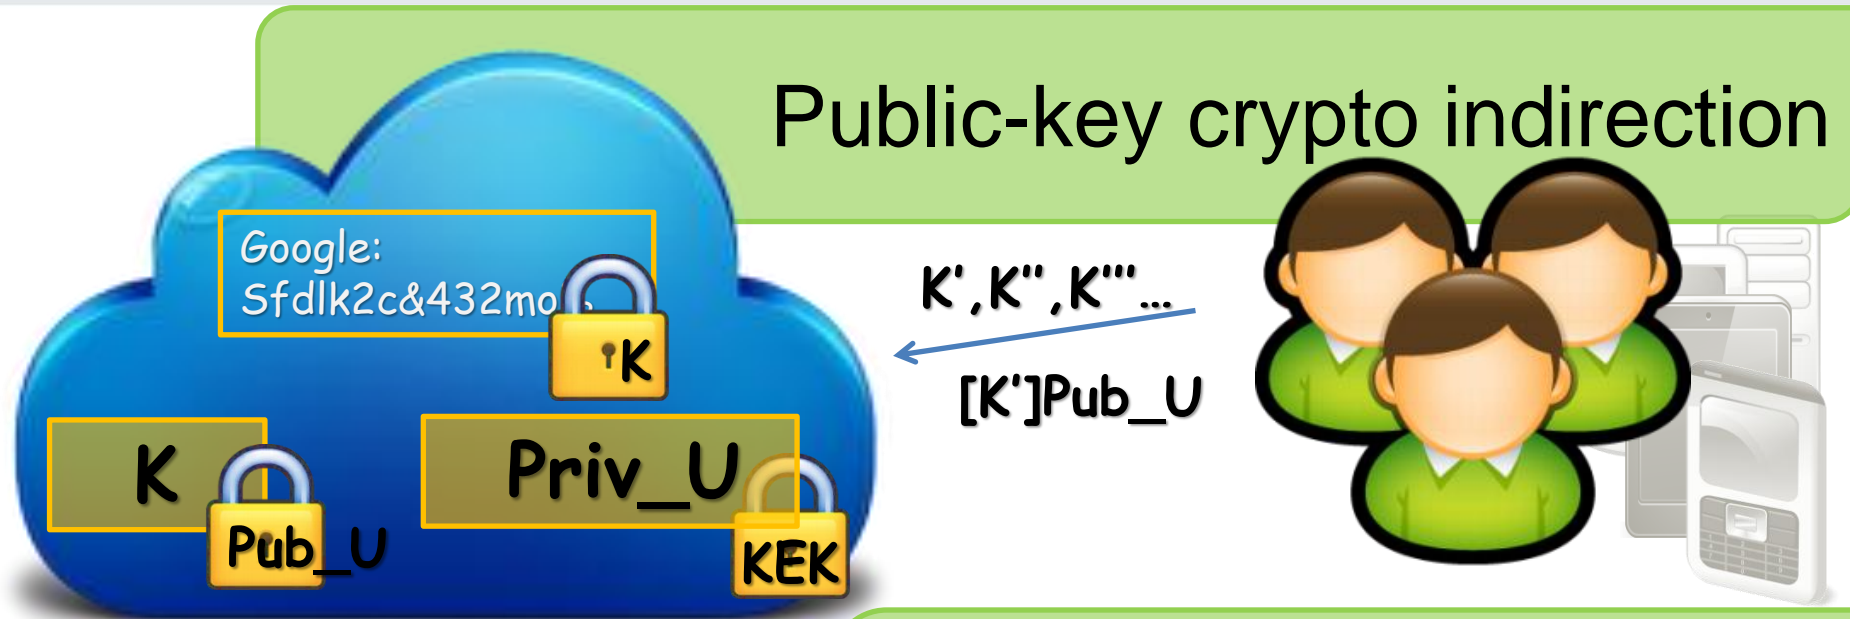 Public-key crypto indirection
Google:
Sfdlk2c&432mo
K
K',K'',K'''...
[K']Pub_U
K
Pub_U
Priv_U
KEK